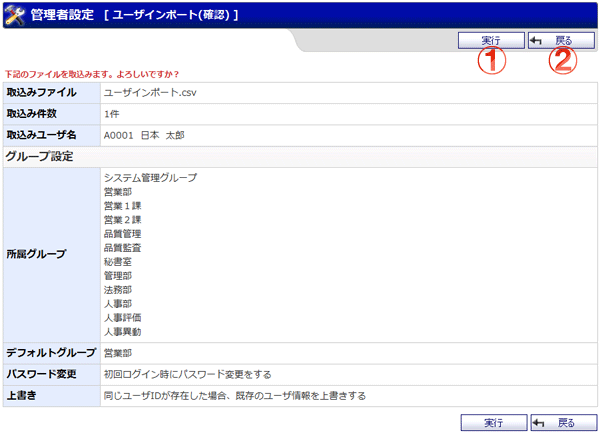 管理者設定 [ ユーザインポート(確認) ]
実行 戻る
① ②
下記のファイルを取込みます。よろしいですか？
取込みファイル ユーザインポート.csv
取込み件数 1件
取込みユーザ名 A0001 日本 太郎
グループ設定
所属グループ
システム管理グループ
営業部
営業１課
営業２課
品質管理
品質監査
秘書室
管理部
法務部
人事部
人事評価
人事異動
デフォルトグループ 営業部
パスワード変更 初回ログイン時にパスワード変更をする
上書き 同じユーザIDが存在した場合、既存のユーザ情報を上書きする
実行 戻る